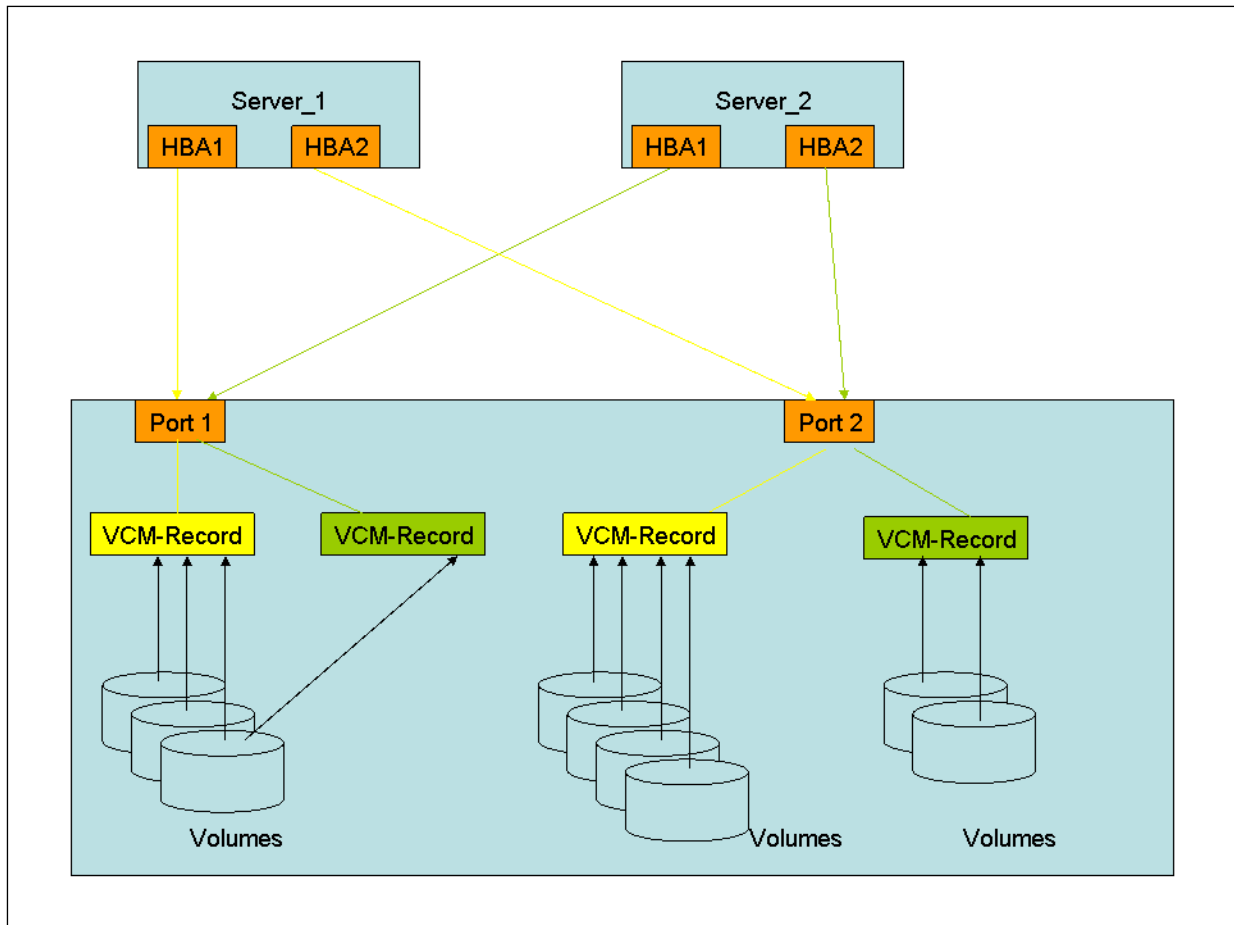 Server_1
Server_2
HBA1
HBA2
HBA1
HBA2
Port 1
Port 2
VCM-Record
VCM-Record
VCM-Record
VCM-Record
Volumes
Volumes
Volumes